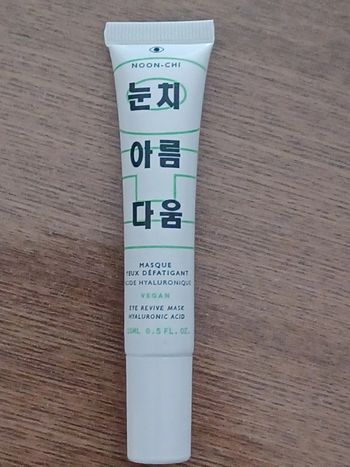 NOON-CHI
눈치
아름
다움
MASQUE
YEUX DÉFATIGANT
ACIDE HYALURONIQUE
VEGAN
EYE REVIVE MASK
HYALURONIC ACID
15ML 0.5 FL.OZ.